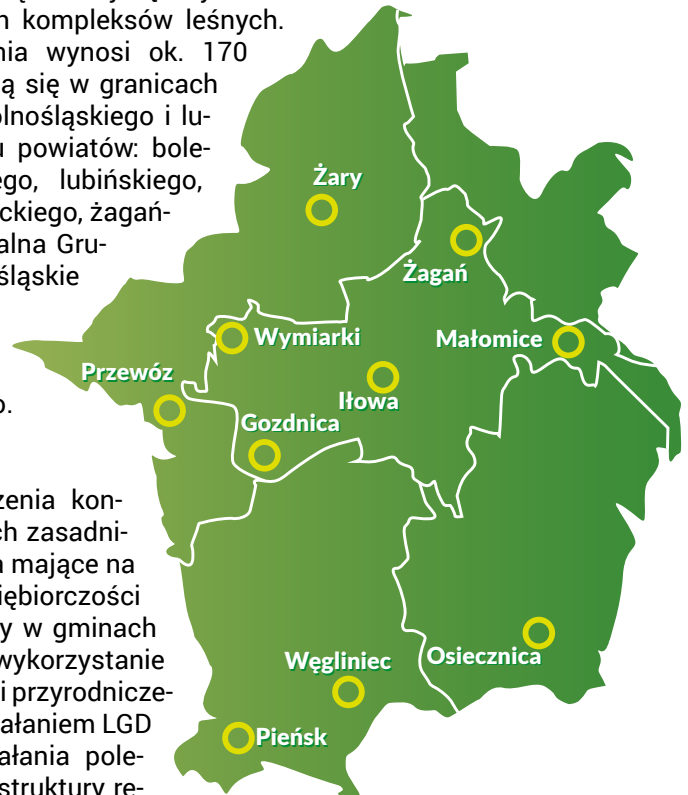 h kompleksów leśnych.
nia wynosi ok. 170
ą się w granicach
olnośląskiego i lu-
u powiatów: bole-
ego, lubińskiego,
ckiego, żagań-
alna Gru-
śląskie
o.
zenia kon-
ch zasadni-
a mające na
iębiorczości
y w gminach
wykorzystanie
i przyrodnicze-
ałaniem LGD
ałania pole-
struktury re-
Żary
Żagań
Wymiarki
Małomice
Przewóz
Iłowa
Gozdnica
Węgliniec
Osiecznica
Pieńsk